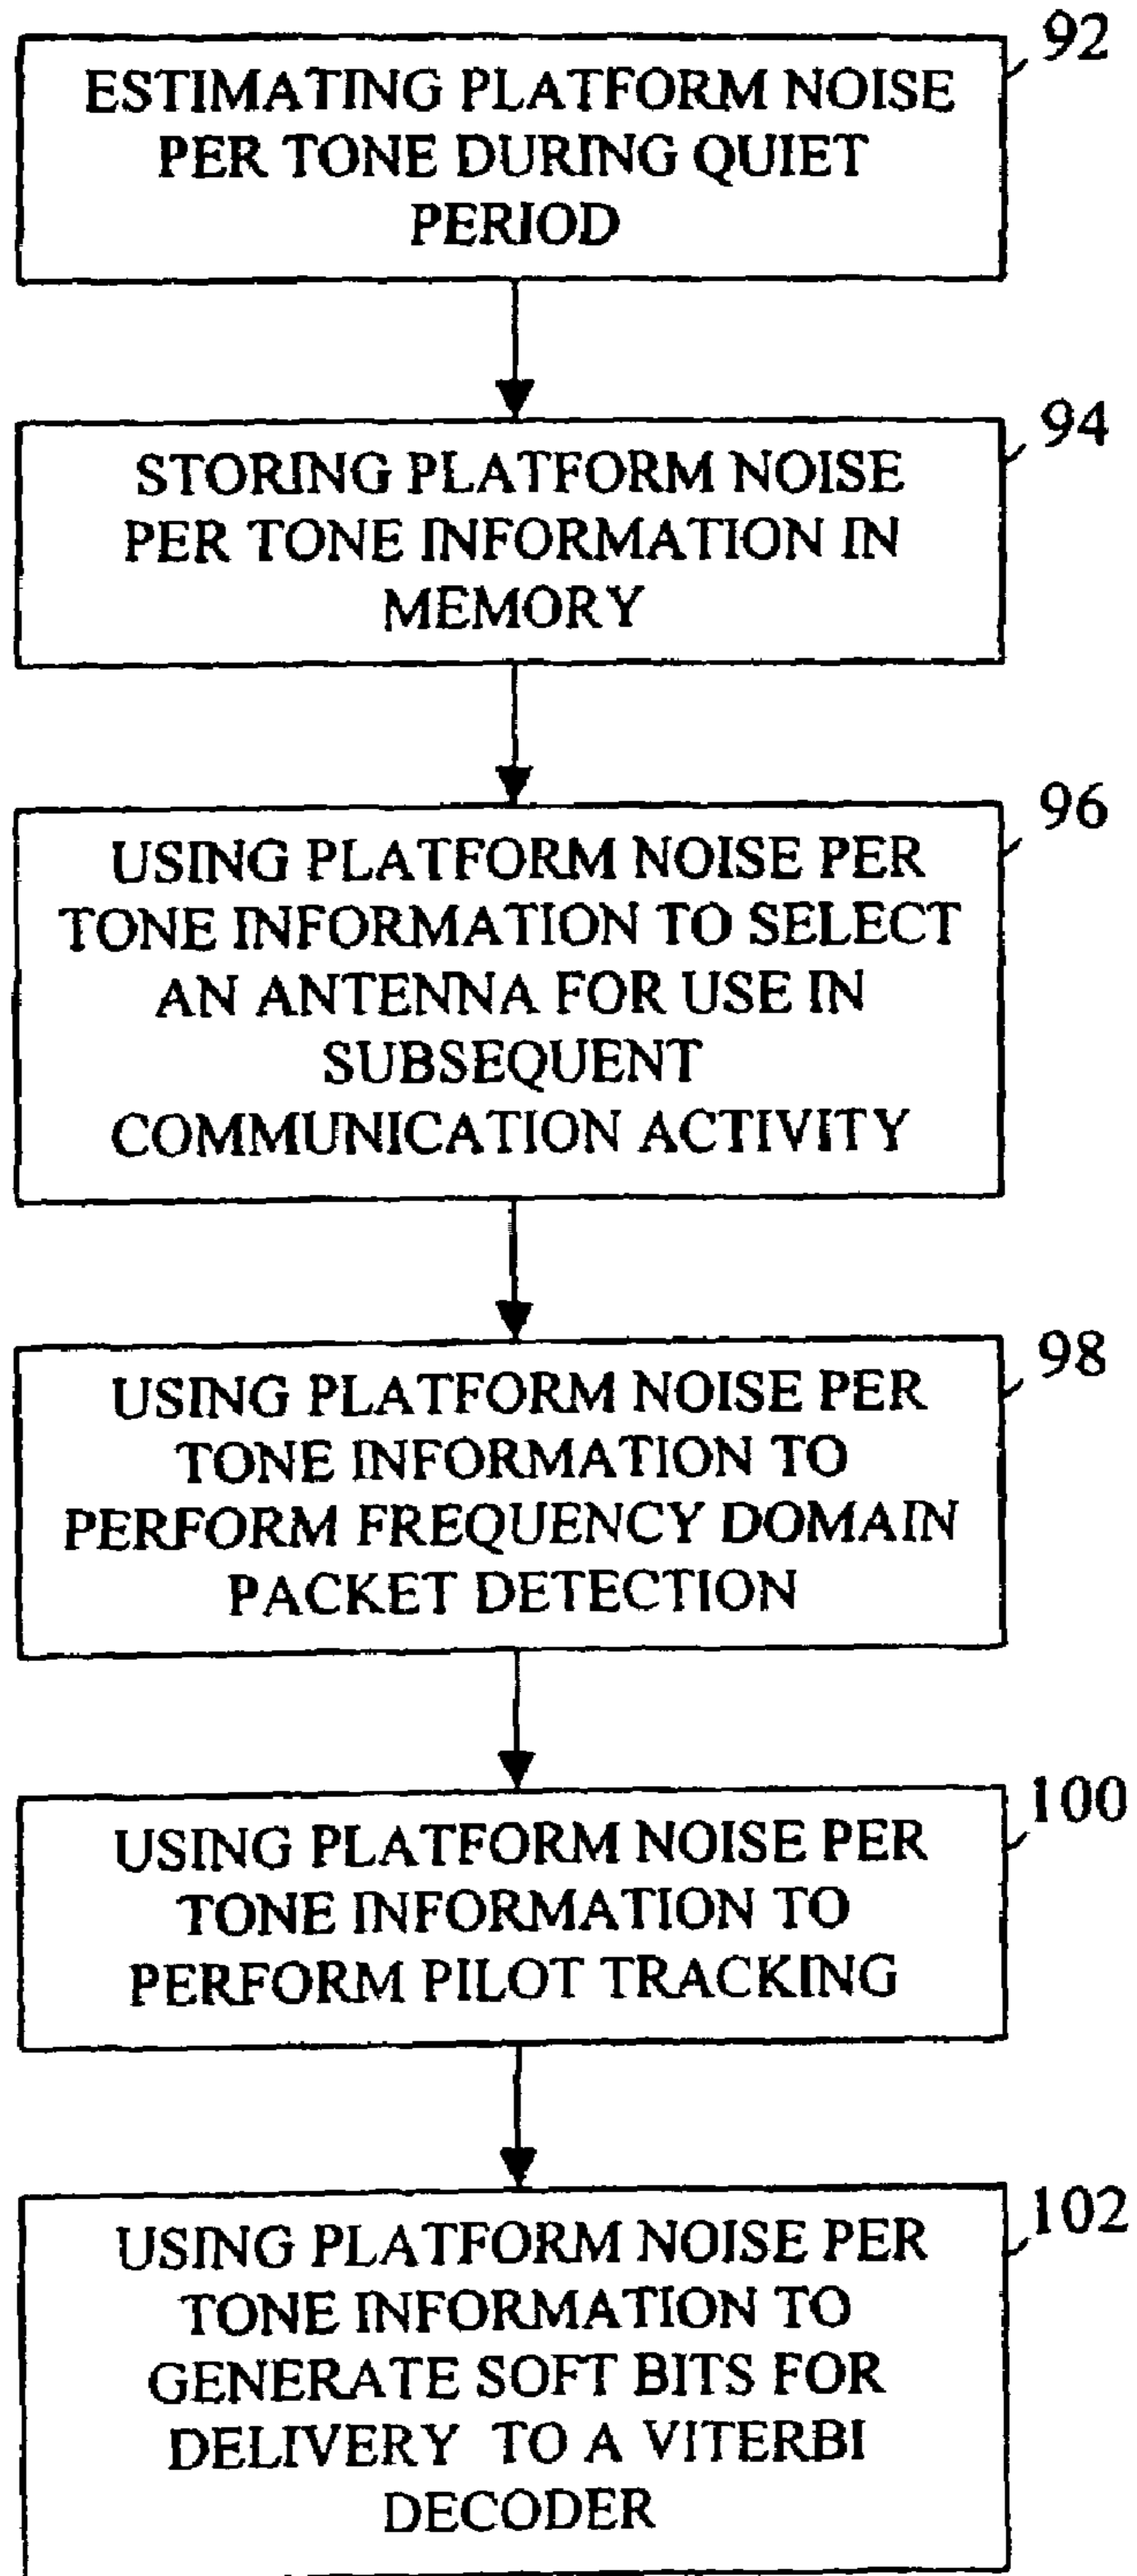 92
ESTIMATING PLATFORM NOISE
PER TONE DURING QUIET
PERIOD
94
STORING PLATFORM NOISE
PER TONE INFORMATION IN
MEMORY
96
USING PLATFORM NOISE PER
TONE INFORMATION TO SELECT
AN ANTENNA FOR USE IN
SUBSEQUENT
COMMUNICATION ACTIVITY
98
USING PLATFORM NOISE PER
TONE INFORMATION TO
PERFORM FREQUENCY DOMAIN
PACKET DETECTION
100
USING PLATFORM NOISE PER
TONE INFORMATION TO
PERFORM PILOT TRACKING
102
USING PLATFORM NOISE PER
TONE INFORMATION TO
GENERATE SOFT BITS FOR
DELIVERY TO A VITERBI
DECODER